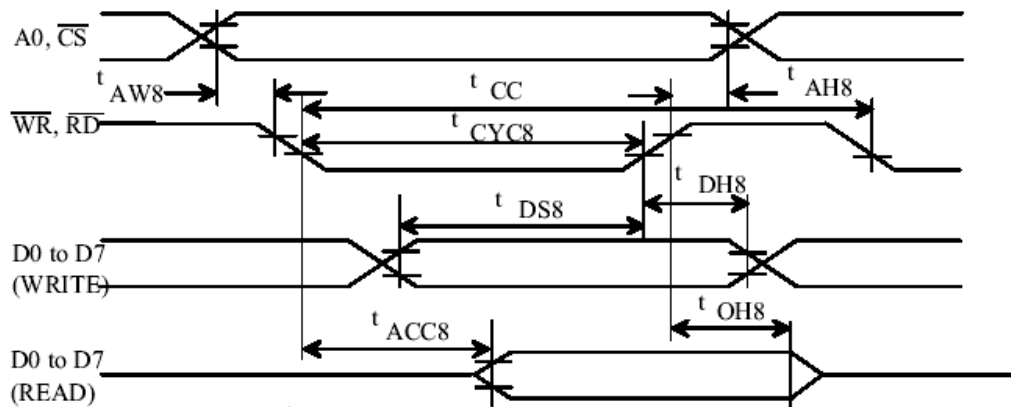 A0, CS
t AW8
t CC
t AH8
WR, RD
t CYC8
t DH8
t DS8
D0 to D7
(WRITE)
t OH8
t ACC8
D0 to D7
(READ)